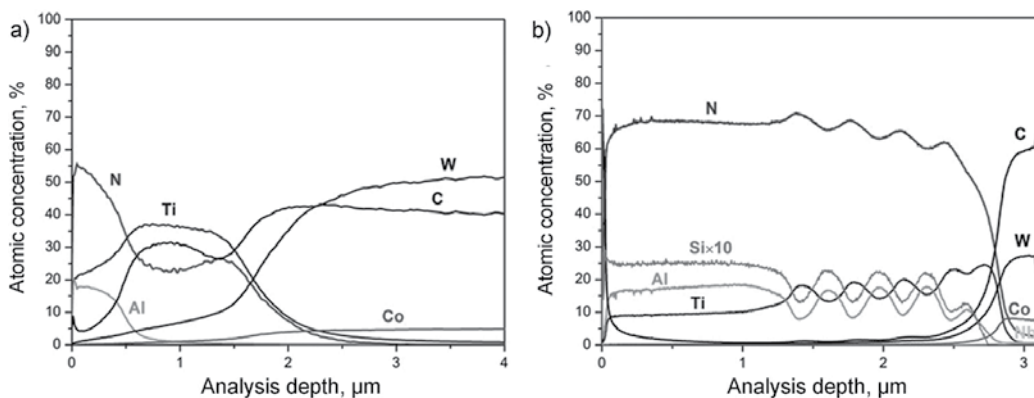 a)
100
90
80
70
60
50
40
30
20
10
0
Atomic concentration, %
N
Ti
Al
W
C
Co
0
1
2
3
4
Analysis depth, µm
b)
100
90
80
70
60
50
40
30
20
10
0
Atomic concentration, %
N
C
Si×10
Al
Ti
W
Co
Nb
0
1
2
3
Analysis depth, µm